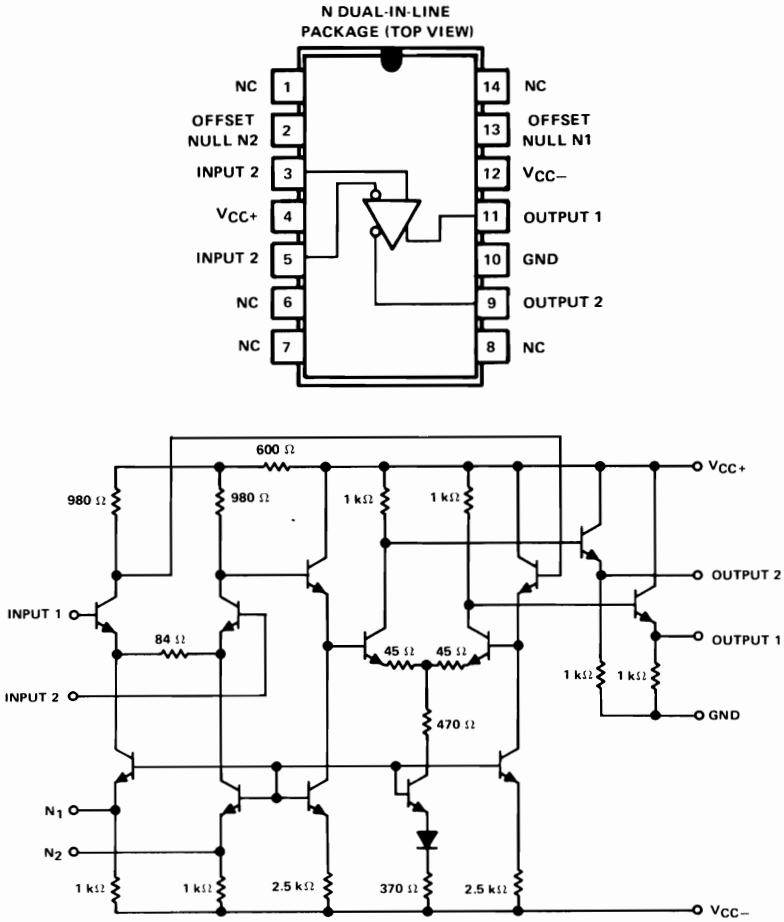 N DUAL-IN-LINE
PACKAGE (TOP VIEW)
NC 1
14 NC
OFFSET
NULL N2 2
13 OFFSET
NULL N1
INPUT 2 3
12 VCC–
VCC+ 4
11 OUTPUT 1
INPUT 2 5
10 GND
NC 6
9 OUTPUT 2
NC 7
8 NC
600 Ω
VCC+
980 Ω
980 Ω
1 kΩ
1 kΩ
OUTPUT 2
INPUT 1
84 Ω
45 Ω
45 Ω
OUTPUT 1
1 kΩ
1 kΩ
INPUT 2
GND
470 Ω
N1
N2
1 kΩ
1 kΩ
2.5 kΩ
370 Ω
2.5 kΩ
VCC–